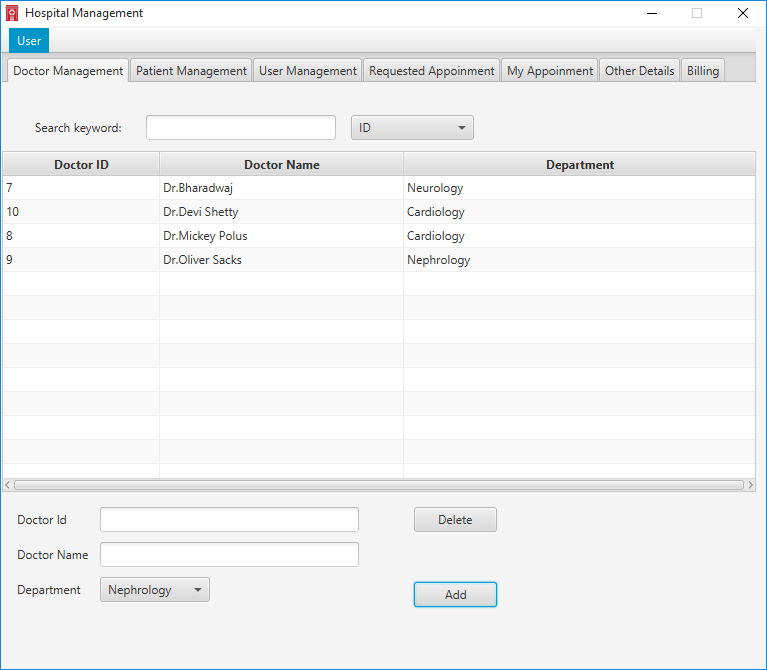 Hospital Management
User
Doctor Management Patient Management User Management Requested Appoinment My Appoinment Other Details Billing
Search keyword: ID
Doctor ID Doctor Name Department
7 Dr.Bharadwaj Neurology
10 Dr.Devi Shetty Cardiology
8 Dr.Mickey Polus Cardiology
9 Dr.Oliver Sacks Nephrology
Doctor Id Delete
Doctor Name
Department Nephrology Add